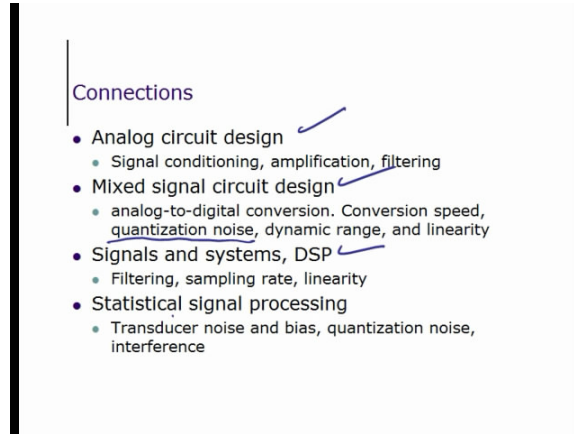 Connections
Analog circuit design
Signal conditioning, amplification, filtering
Mixed signal circuit design
analog-to-digital conversion. Conversion speed,
quantization noise, dynamic range, and linearity
Signals and systems, DSP
Filtering, sampling rate, linearity
Statistical signal processing
Transducer noise and bias, quantization noise,
interference